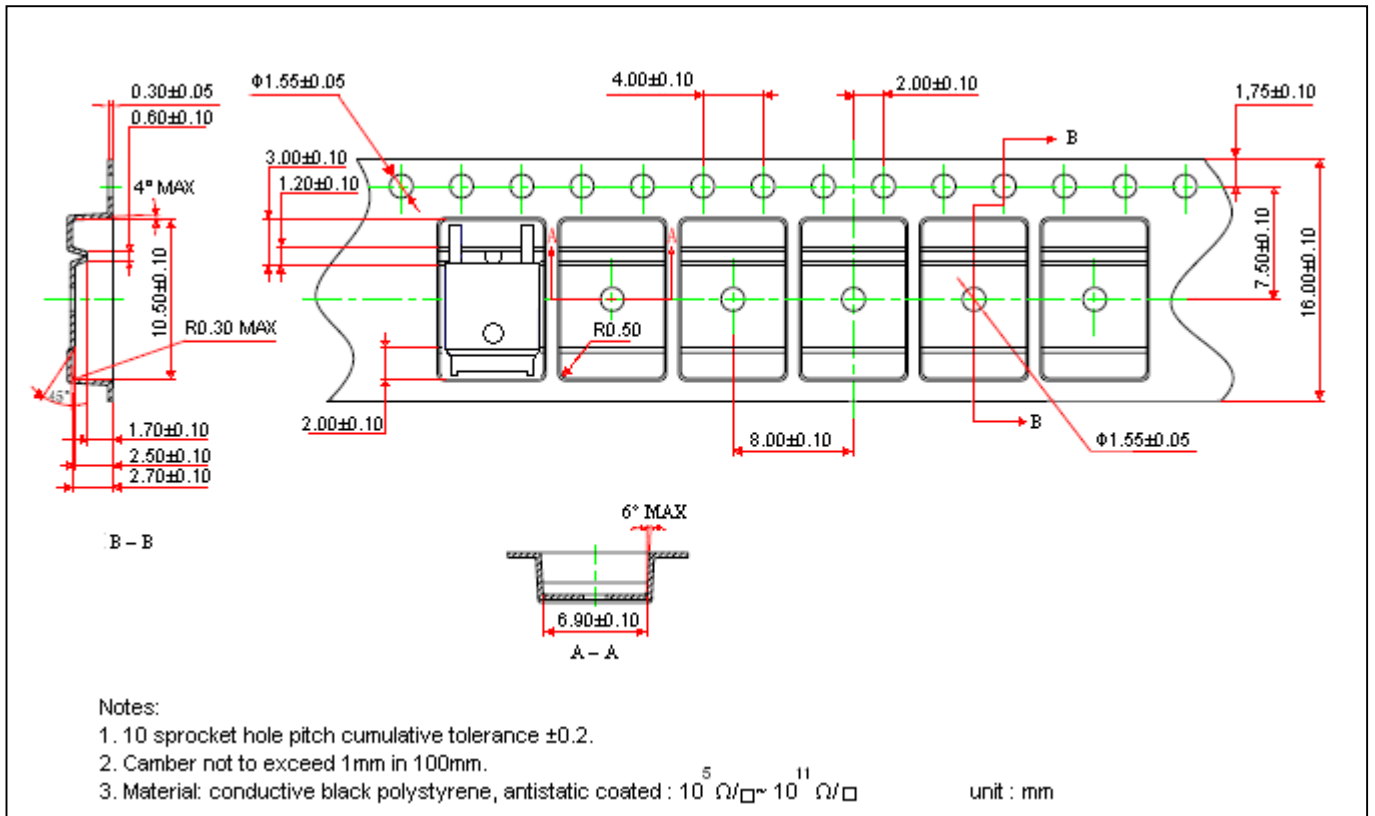 0.30±0.05
Φ1.55±0.05
4.00±0.10
2.00±0.10
1,75±0.10
0.60±0.10
B
3.00±0.10
4° MAX
1.20±0.10
A
A
7.50±0.10
16.00±0.10
10.50±0.10
R0.30 MAX
R0.50
45°
2.00±0.10
1.70±0.10
B
8.00±0.10
Φ1.55±0.05
2.50±0.10
2.70±0.10
6° MAX
B – B
6.90±0.10
A – A
Notes:
1. 10 sprocket hole pitch cumulative tolerance ±0.2.
2. Camber not to exceed 1mm in 100mm.
3. Material: conductive black polystyrene, antistatic coated : 10⁵ Ω/□~ 10¹¹ Ω/□ unit : mm